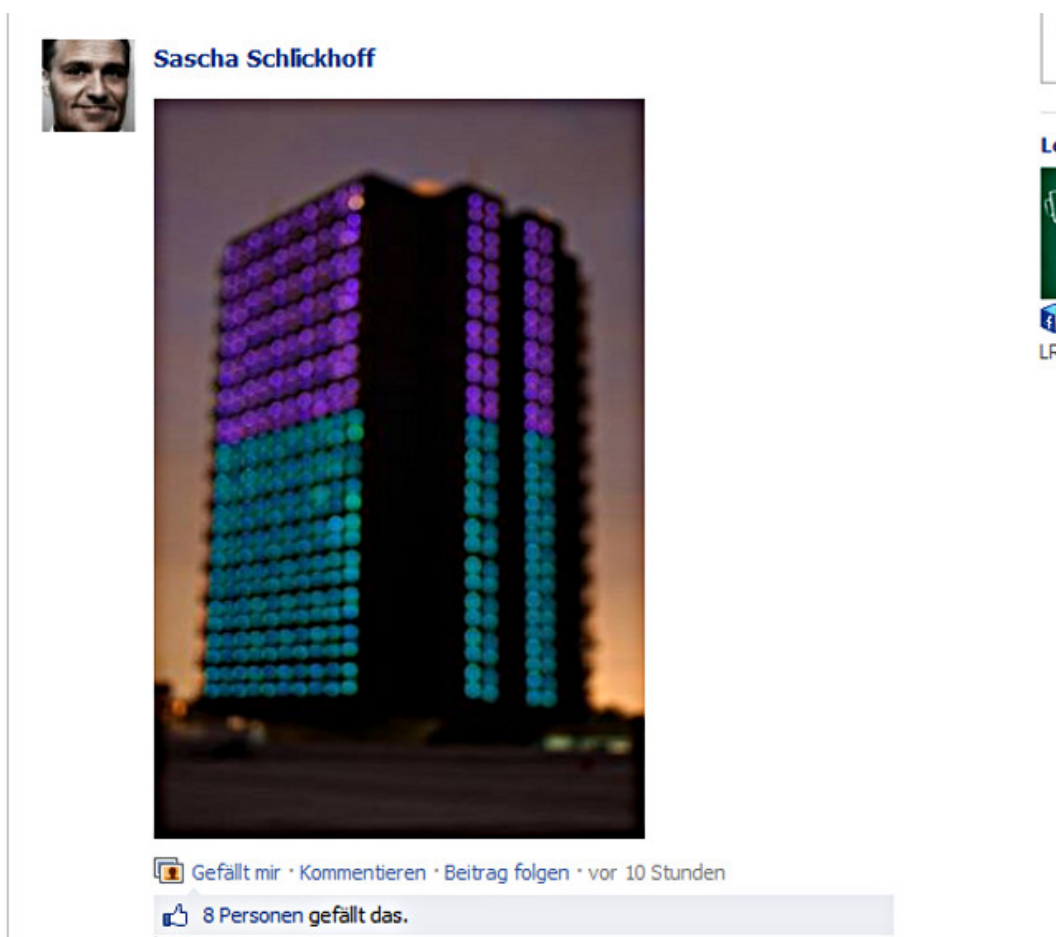 Sascha Schlickhoff
Gefällt mir · Kommentieren · Beitrag folgen · vor 10 Stunden
8 Personen gefällt das.